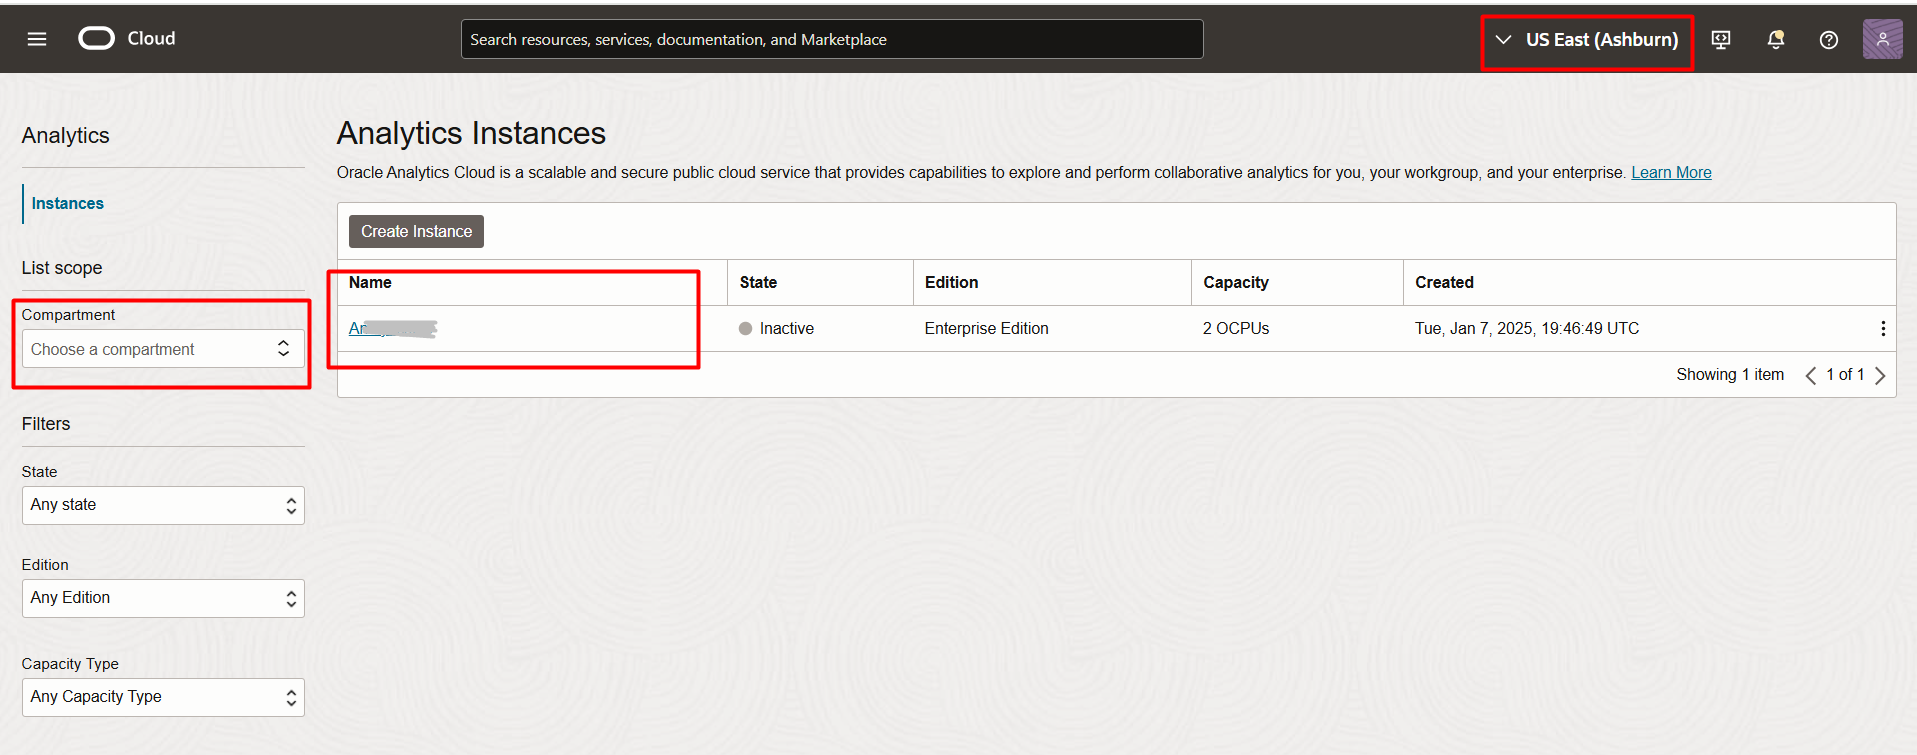 Cloud
Search resources, services, documentation, and Marketplace
US East (Ashburn)
Analytics
Instances
List scope
Compartment
Choose a compartment
Filters
State
Any state
Edition
Any Edition
Capacity Type
Any Capacity Type
Analytics Instances
Oracle Analytics Cloud is a scalable and secure public cloud service that provides capabilities to explore and perform collaborative analytics for you, your workgroup, and your enterprise. Learn More
Create Instance
Name State Edition Capacity Created
Inactive Enterprise Edition 2 OCPUs Tue, Jan 7, 2025, 19:46:49 UTC
Showing 1 item 1 of 1